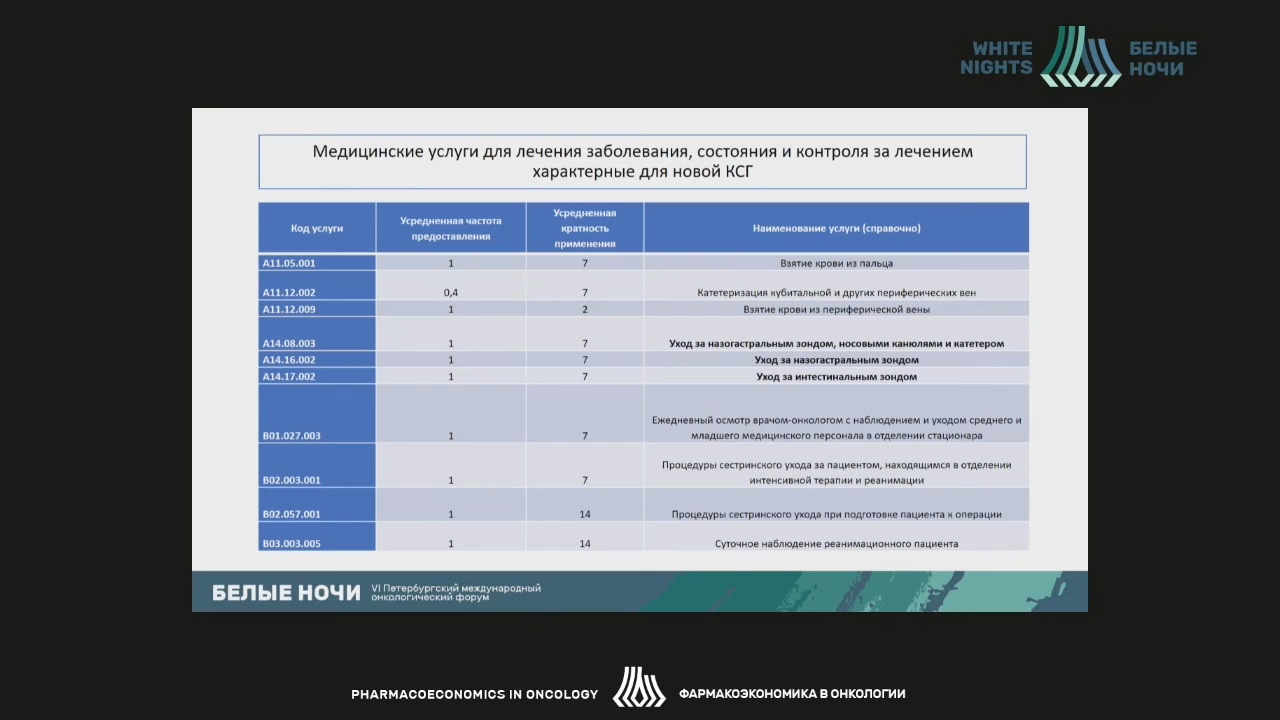 WHITE
NIGHTS
БЕЛЫЕ
НОЧИ
Медицинские услуги для лечения заболевания, состояния и контроля за лечением
характерные для новой КСГ
Код услуги
Усредненная частота
предоставления
Усредненная
кратность
применения
Наименование услуги (справочно)
A11.05.001 1 7 Взятие крови из пальца
A11.12.002 0,4 7 Катетеризация кубитальной и других периферических вен
A11.12.009 1 2 Взятие крови из периферической вены
A14.08.003 1 7 Уход за назогастральным зондом, носовыми канюлями и катетером
A14.16.002 1 7 Уход за назогастральным зондом
A14.17.002 1 7 Уход за интестинальным зондом
Ежедневный осмотр врачом-онкологом с наблюдением и уходом среднего и
B01.027.003 1 7 младшего медицинского персонала в отделении стационара
Процедуры сестринского ухода за пациентом, находящимся в отделении
B02.003.001 1 7 интенсивной терапии и реанимации
B02.057.001 1 14 Процедуры сестринского ухода при подготовке пациента к операции
B03.003.005 1 14 Суточное наблюдение реанимационного пациента
БЕЛЫЕ НОЧИ
VI Петербургский международный
онкологический форум
PHARMACOECONOMICS IN ONCOLOGY
ФАРМАКОЭКОНОМИКА В ОНКОЛОГИИ